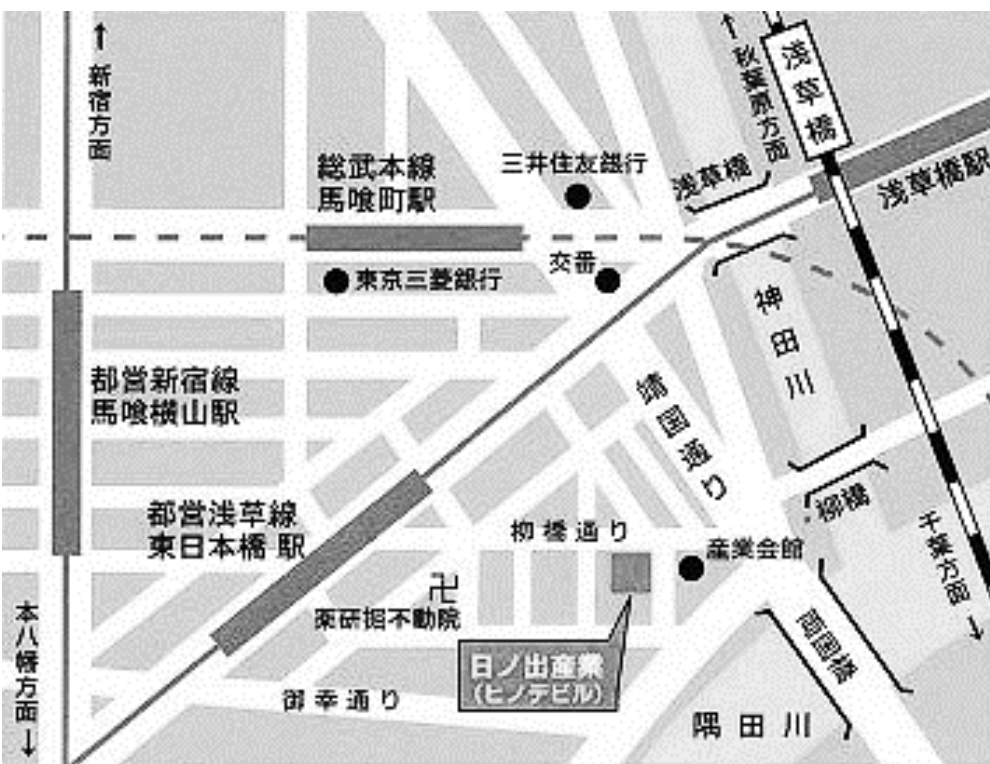 ↑新宿方面
総武本線
馬喰町駅
三井住友銀行
↑秋葉原方面
浅草橋
浅草橋
浅草橋駅
交番
東京三菱銀行
神田川
都営新宿線
馬喰横山駅
靖国通り
都営浅草線
東日本橋駅
柳橋通り
柳橋
産業会館
千葉方面→
卍
薬研掘不動院
本八幡方面↓
両国橋
日ノ出産業
(ヒノデビル)
御幸通り
隅田川